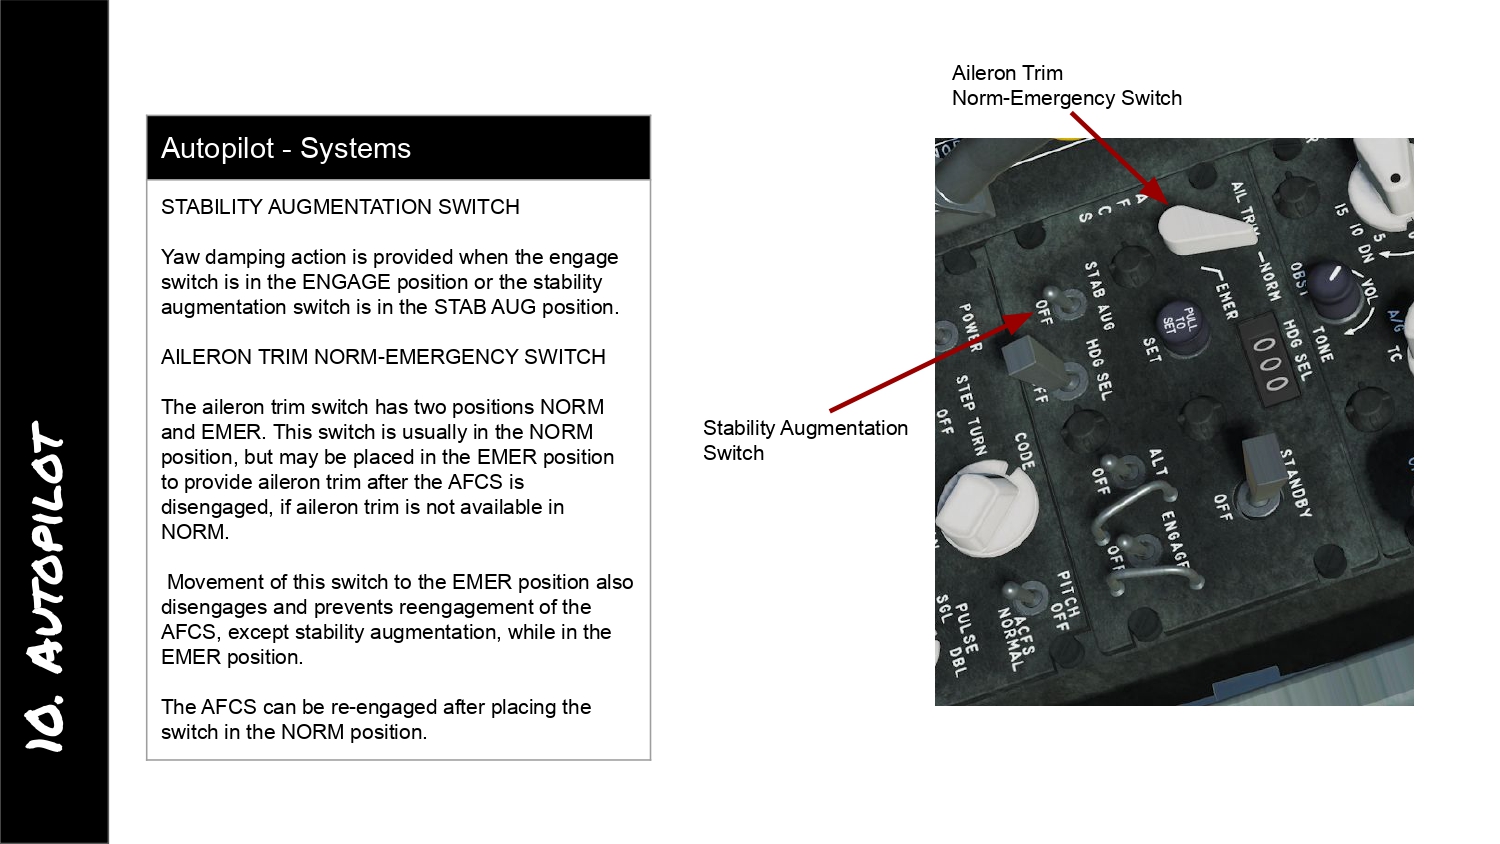 10. AUTOPILOT
Autopilot - Systems
STABILITY AUGMENTATION SWITCH
Yaw damping action is provided when the engage
switch is in the ENGAGE position or the stability
augmentation switch is in the STAB AUG position.
AILERON TRIM NORM-EMERGENCY SWITCH
The aileron trim switch has two positions NORM
and EMER. This switch is usually in the NORM
position, but may be placed in the EMER position
to provide aileron trim after the AFCS is
disengaged, if aileron trim is not available in
NORM.
Movement of this switch to the EMER position also
disengages and prevents reengagement of the
AFCS, except stability augmentation, while in the
EMER position.
The AFCS can be re-engaged after placing the
switch in the NORM position.
Aileron Trim
Norm-Emergency Switch
Stability Augmentation
Switch
AFCS
AIL TRIM
NORM
EMER
STAB AUG
OFF
HDG SEL
PULL
TO
SET
SET
HDG SEL
000
OBST
VOL
TONE
A/G
TC
15 10 5
DN
POWER
STEP TURN
OFF
CODE
ALT
OFF
ENGAGE
OFF
STANDBY
OFF
PITCH
OFF
ACFS
NORMAL
PULSE
SGL DBL